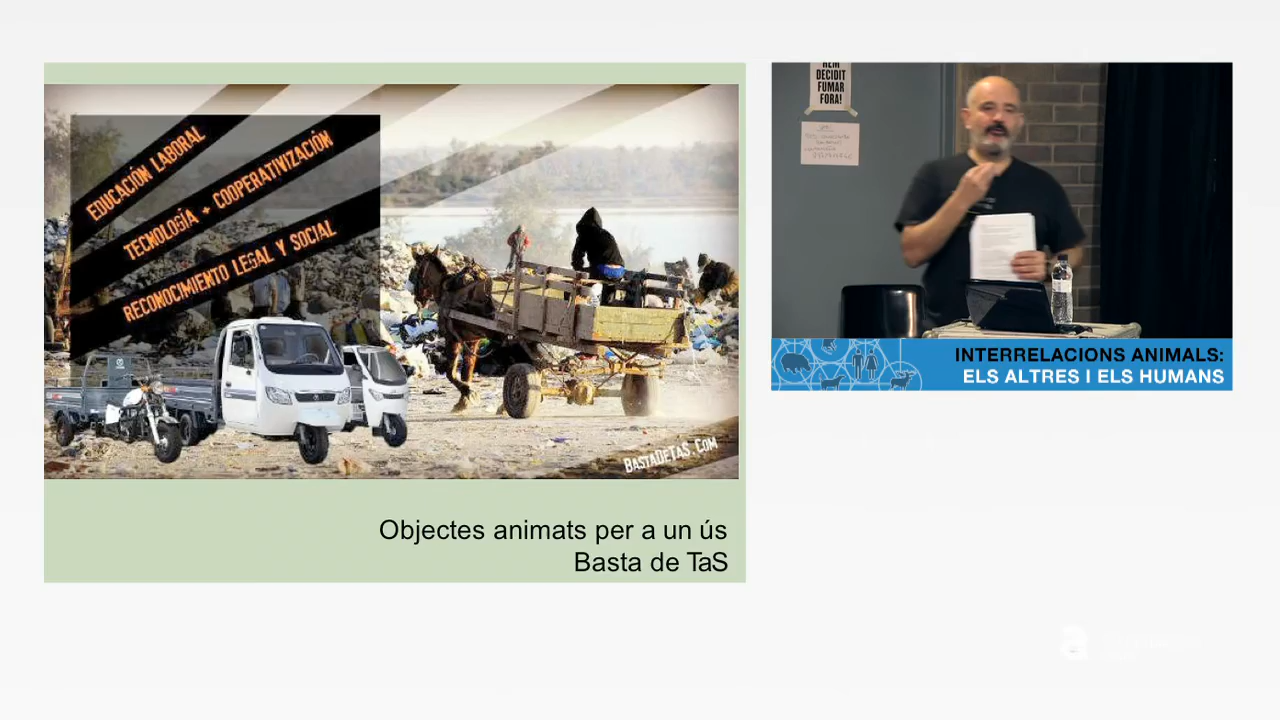 EDUCACIÓN LABORAL
TECNOLOGÍA + COOPERATIVIZACIÓN
RECONOCIMIENTO LEGAL Y SOCIAL
BASTADETAS.COM
Objectes animats per a un ús
Basta de TaS
HEM
DECIDIT
FUMAR
FORA!
INTERRELACIONS ANIMALS:
ELS ALTRES I ELS HUMANS